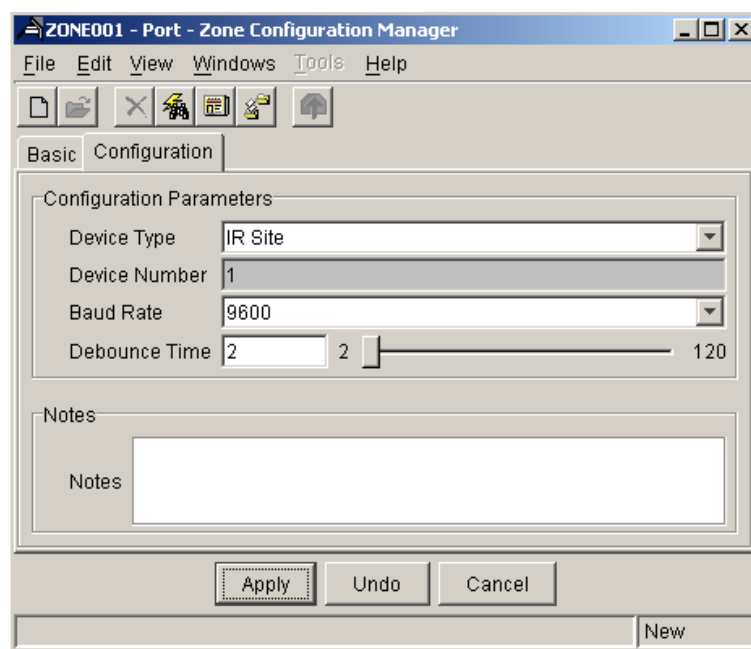 ZONE001 - Port - Zone Configuration Manager
File Edit View Windows Tools Help
Basic Configuration
Configuration Parameters
Device Type IR Site
Device Number 1
Baud Rate 9600
Debounce Time 2 2 120
Notes
Notes
Apply Undo Cancel
New